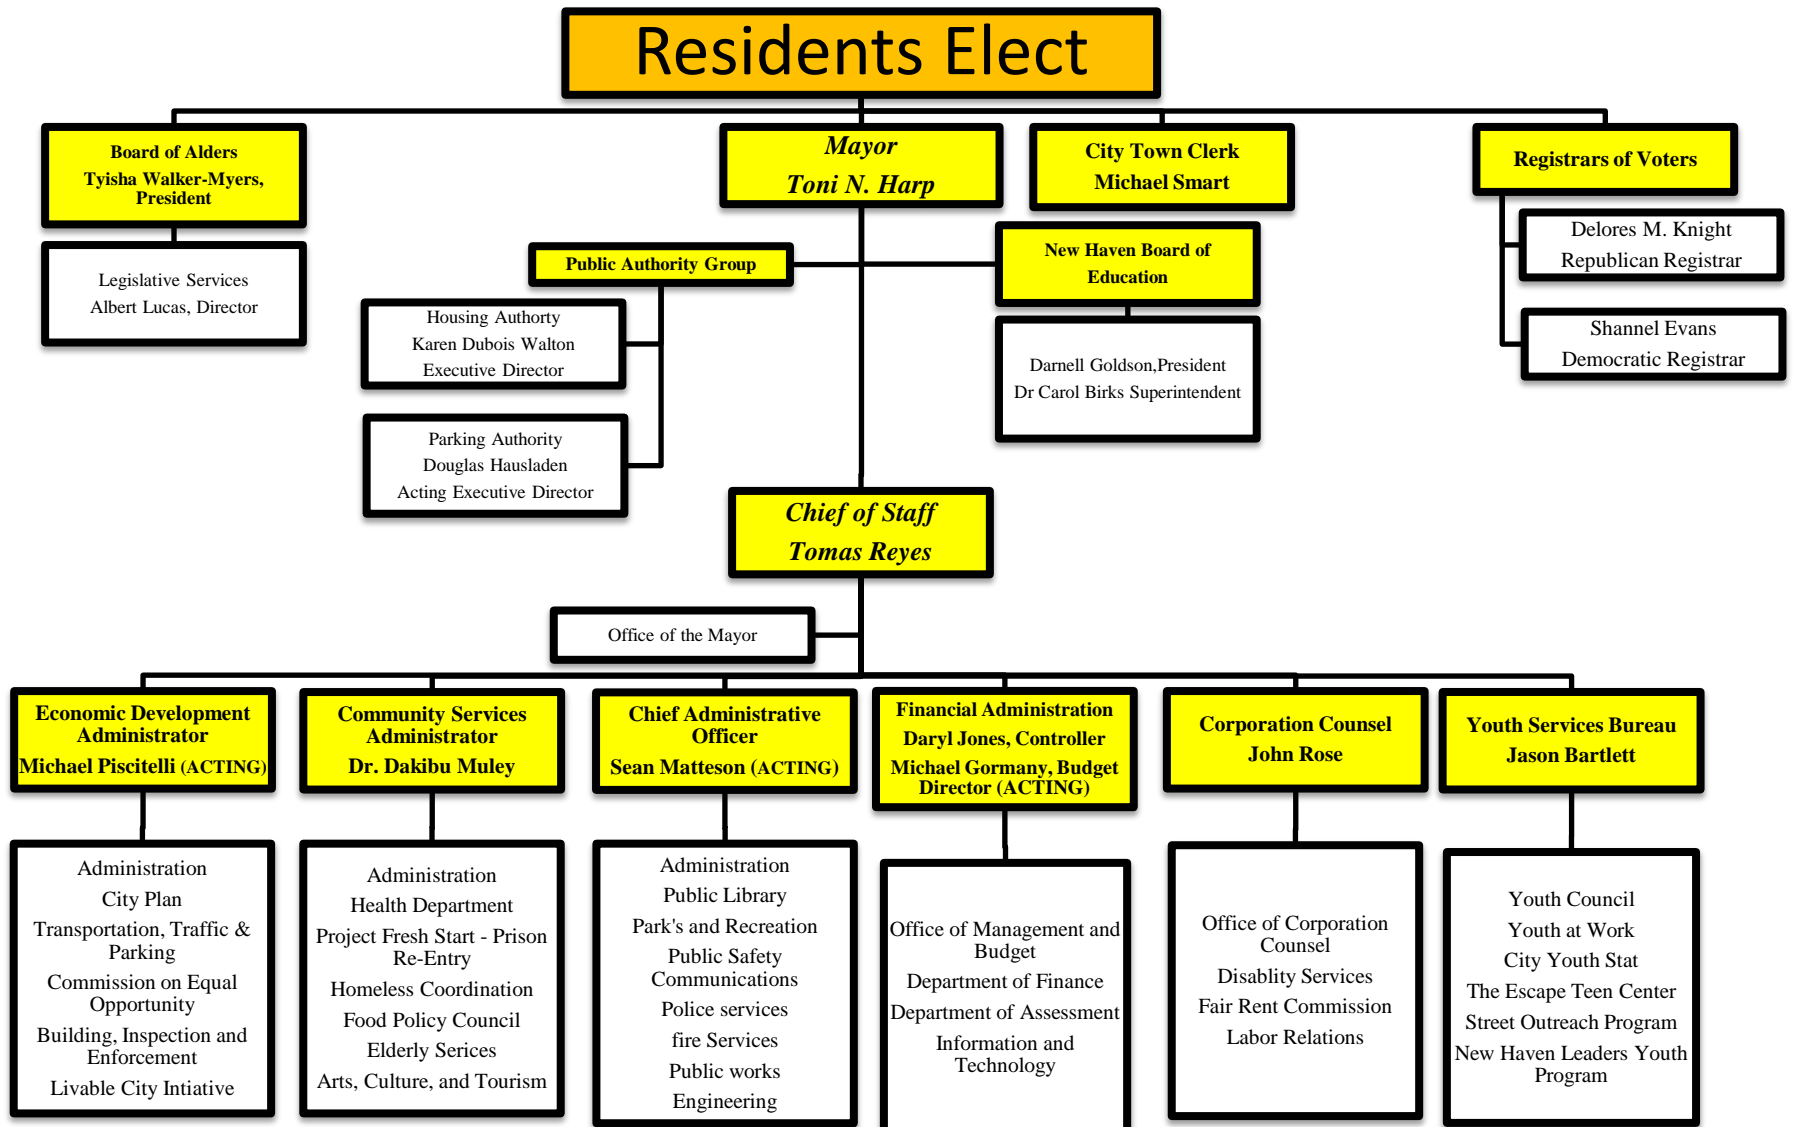 Residents Elect
Board of Alders
Tyisha Walker-Myers,
President
Mayor
Toni N. Harp
City Town Clerk
Michael Smart
Registrars of Voters
Legislative Services
Albert Lucas, Director
Public Authority Group
New Haven Board of
Education
Delores M. Knight
Republican Registrar
Housing Authorty
Karen Dubois Walton
Executive Director
Darnell Goldson,President
Dr Carol Birks Superintendent
Shannel Evans
Democratic Registrar
Parking Authority
Douglas Hausladen
Acting Executive Director
Chief of Staff
Tomas Reyes
Office of the Mayor
Economic Development
Administrator
Michael Piscitelli (ACTING)
Community Services
Administrator
Dr. Dakibu Muley
Chief Administrative
Officer
Sean Matteson (ACTING)
Financial Administration
Daryl Jones, Controller
Michael Gormany, Budget
Director (ACTING)
Corporation Counsel
John Rose
Youth Services Bureau
Jason Bartlett
Administration
City Plan
Transportation, Traffic &
Parking
Commission on Equal
Opportunity
Building, Inspection and
Enforcement
Livable City Intiative
Administration
Health Department
Project Fresh Start - Prison
Re-Entry
Homeless Coordination
Food Policy Council
Elderly Serices
Arts, Culture, and Tourism
Administration
Public Library
Park's and Recreation
Public Safety
Communications
Police services
fire Services
Public works
Engineering
Office of Management and
Budget
Department of Finance
Department of Assessment
Information and
Technology
Office of Corporation
Counsel
Disablity Services
Fair Rent Commission
Labor Relations
Youth Council
Youth at Work
City Youth Stat
The Escape Teen Center
Street Outreach Program
New Haven Leaders Youth
Program